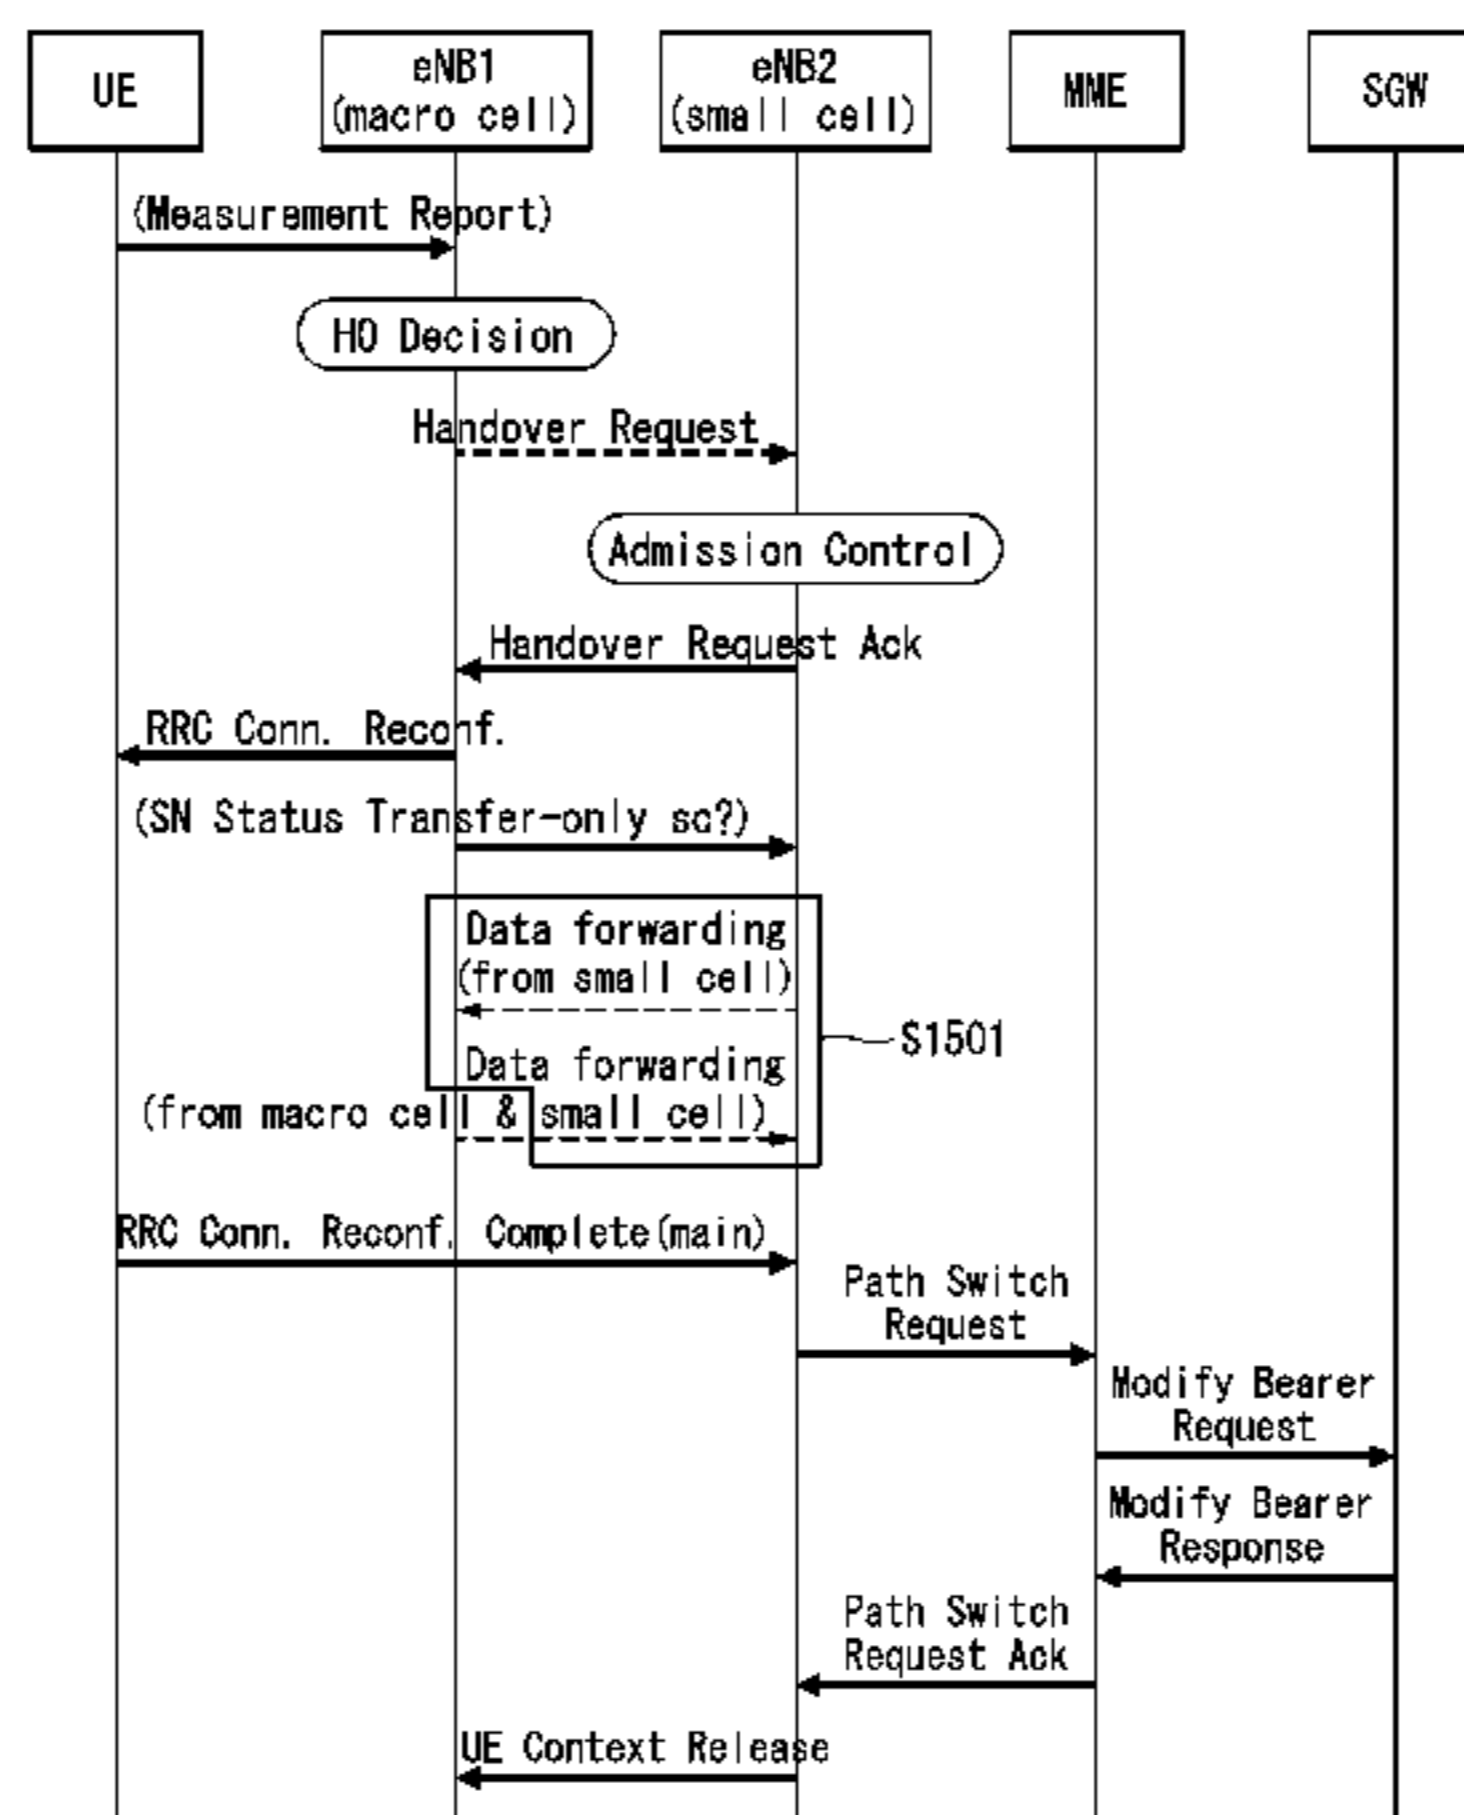 UE
eNB1
(macro cell)
eNB2
(small cell)
MME
SGW
(Measurement Report)
HO Decision
Handover Request
Admission Control
Handover Request Ack
RRC Conn. Reconf.
(SN Status Transfer-only sc?)
Data forwarding
(from small cell)
S1501
Data forwarding
(from macro cell & small cell)
RRC Conn. Reconf. Complete(main)
Path Switch
Request
Modify Bearer
Request
Modify Bearer
Response
Path Switch
Request Ack
UE Context Release